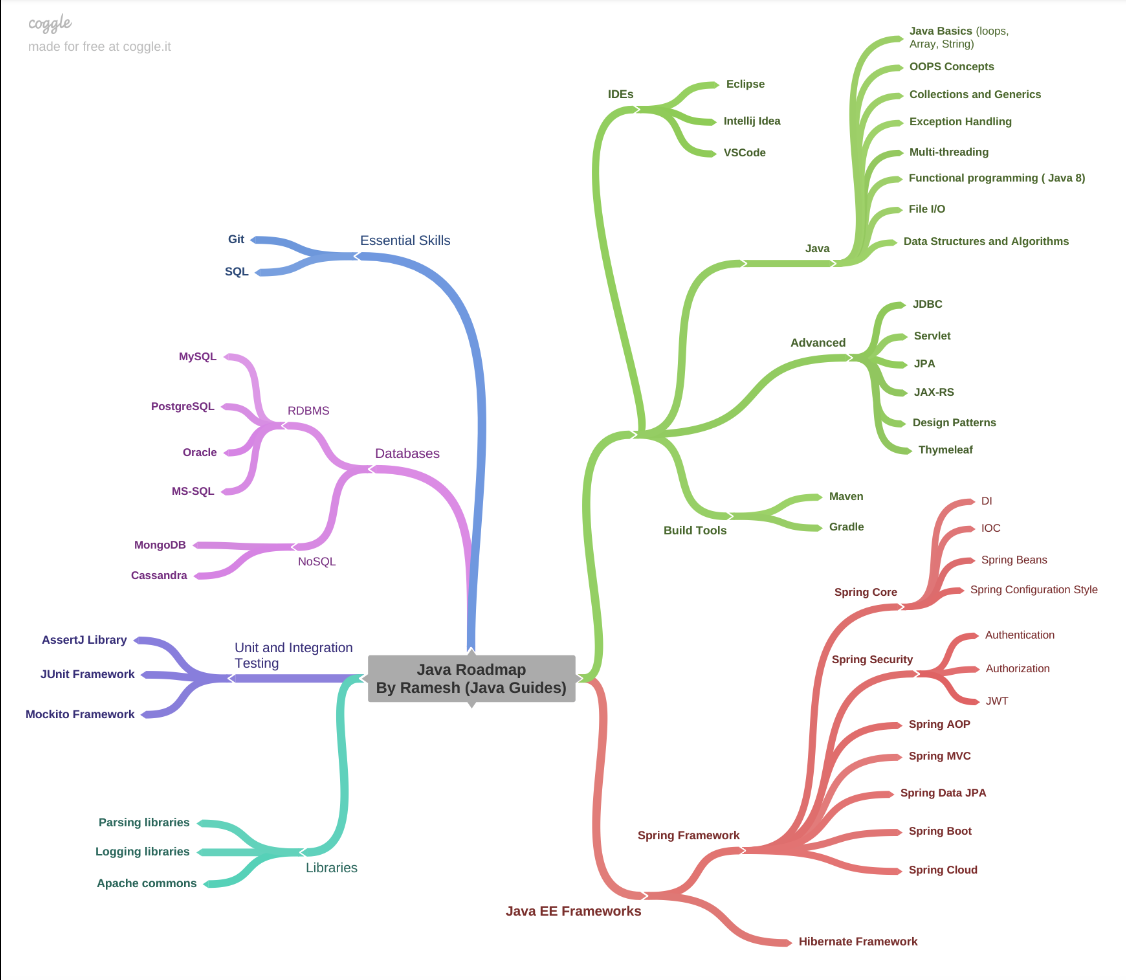 coggle
made for free at coggle.it
Essential Skills
Git
SQL
Databases
RDBMS
MySQL
PostgreSQL
Oracle
MS-SQL
NoSQL
MongoDB
Cassandra
Unit and Integration
Testing
AssertJ Library
JUnit Framework
Mockito Framework
Libraries
Parsing libraries
Logging libraries
Apache commons
Java Roadmap
By Ramesh (Java Guides)
IDEs
Eclipse
Intellij Idea
VSCode
Java
Java Basics (loops,
Array, String)
OOPS Concepts
Collections and Generics
Exception Handling
Multi-threading
Functional programming ( Java 8)
File I/O
Data Structures and Algorithms
Advanced
JDBC
Servlet
JPA
JAX-RS
Design Patterns
Thymeleaf
Build Tools
Maven
Gradle
Java EE Frameworks
Spring Framework
Spring Core
DI
IOC
Spring Beans
Spring Configuration Style
Spring Security
Authentication
Authorization
JWT
Spring AOP
Spring MVC
Spring Data JPA
Spring Boot
Spring Cloud
Hibernate Framework